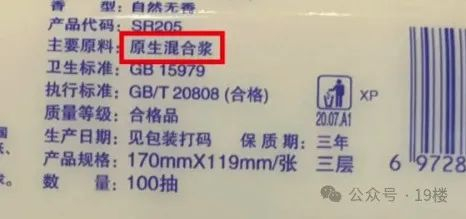 香 型：自然无香
产品代码：SR205
主要原料：原生混合浆
卫生标准：GB 15979
执行标准：GB/T 20808 (合格)
质量等级：合格品
生产日期：见包装打码 保 质 期：三年
产品规格：170mmX119mm/张 三层
数 量：100抽
XP
20.07.A1
6 9728
国
公众号·19楼